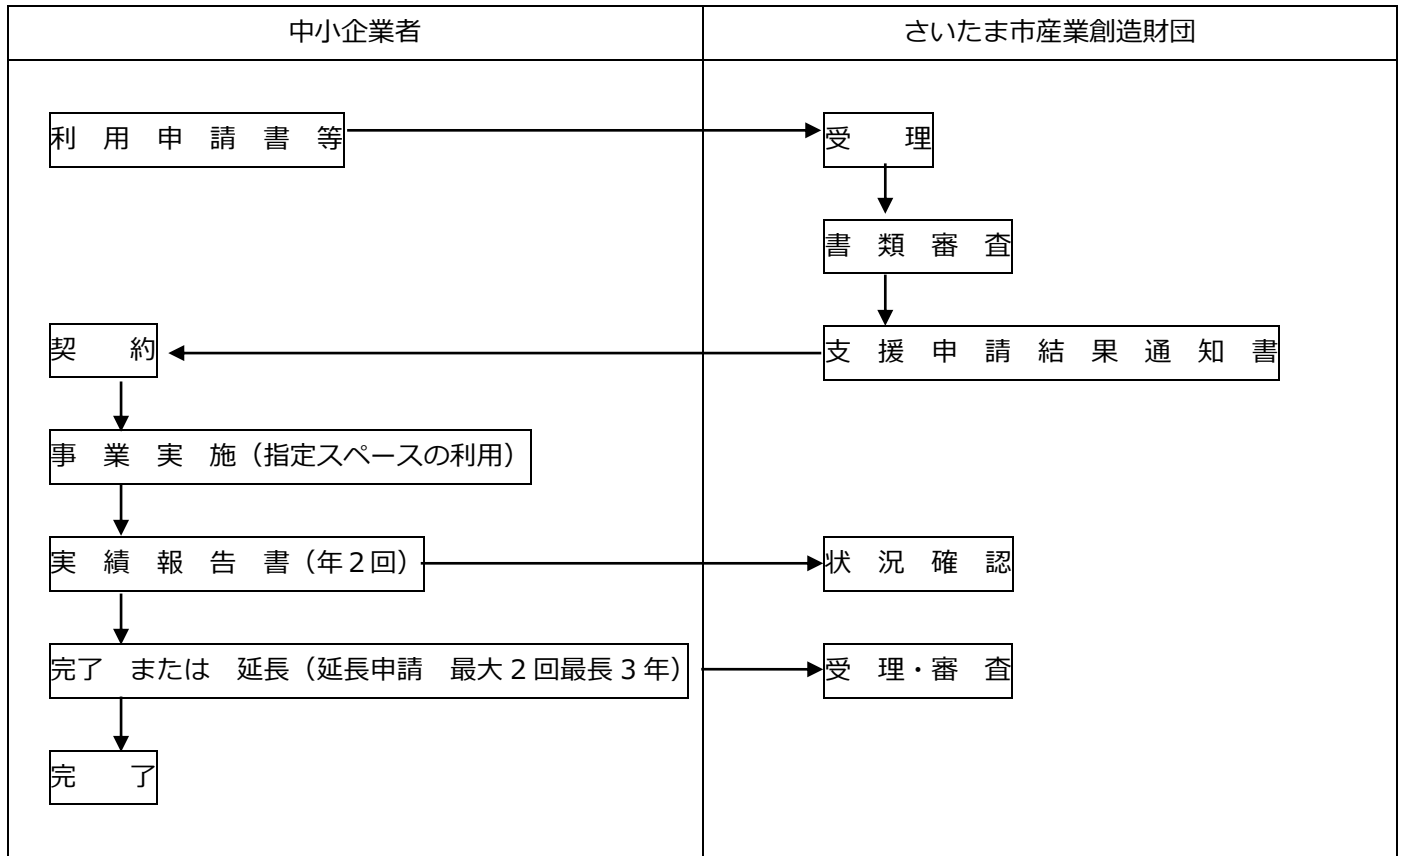 中小企業者
さいたま市産業創造財団
利　用　申　請　書　等
受　　理
書　類　審　査
契　　約
支　援　申　請　結　果　通　知　書
事　業　実　施（指定スペースの利用）
実　績　報　告　書（年２回）
状　況　確　認
完了　または　延長（延長申請　最大２回最長３年）
受　理・審　査
完　　了